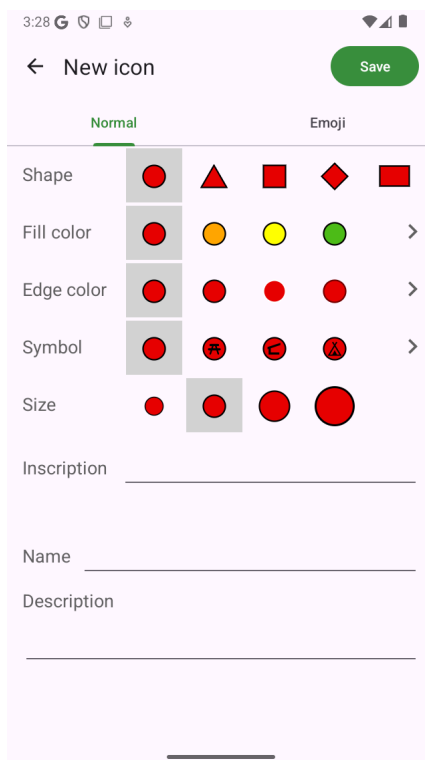 3:28
New icon
Save
Normal
Emoji
Shape
Fill color
Edge color
Symbol
Size
Inscription
Name
Description